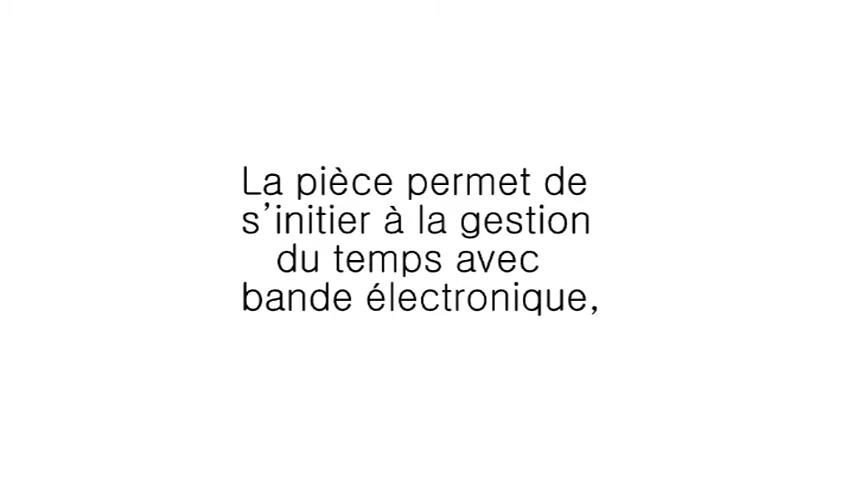 La pièce permet de
s’initier à la gestion
du temps avec
bande électronique,